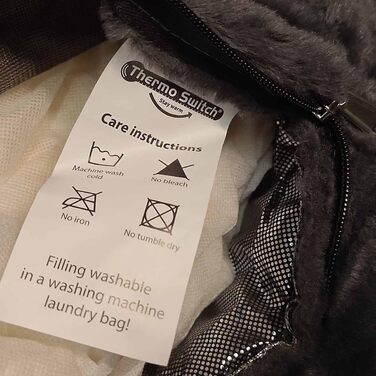 Thermo Switch
Stay warm
Care instructions
Machine wash
cold
No bleach
No iron
No tumble dry
Filling washable
in a washing machine
laundry bag!